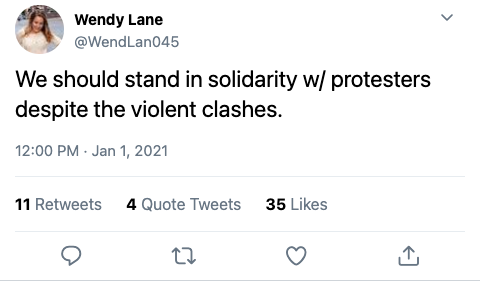 Wendy Lane
@WendLan045
We should stand in solidarity w/ protesters
despite the violent clashes.
12:00 PM · Jan 1, 2021
11 Retweets 4 Quote Tweets 35 Likes